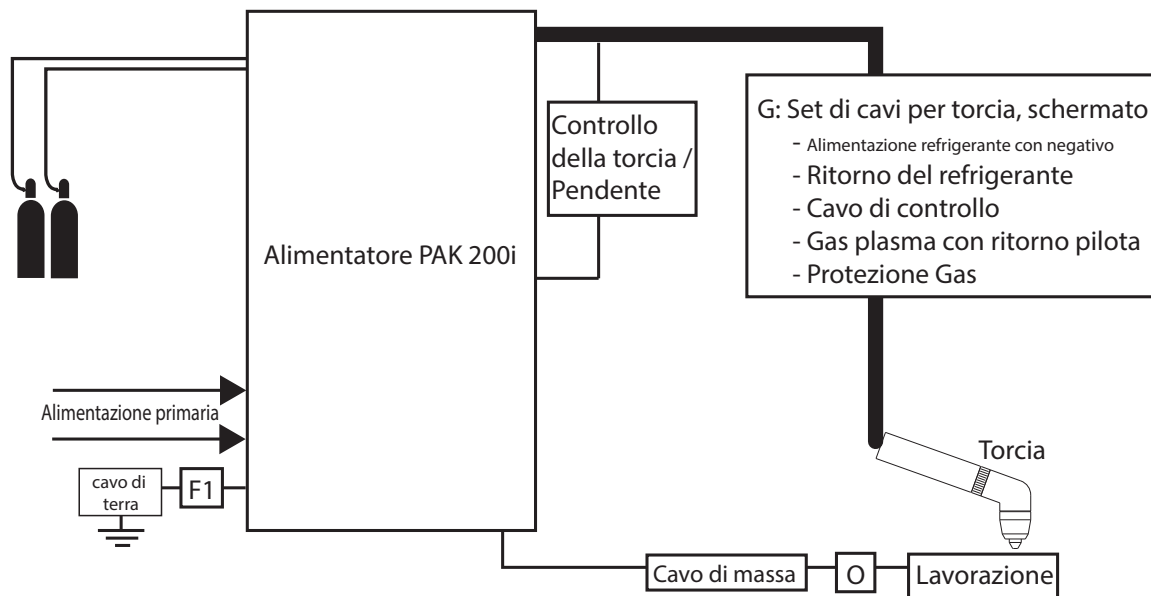 Controllo
della torcia /
Pendente
G: Set di cavi per torcia, schermato
- Alimentazione refrigerante con negativo
- Ritorno del refrigerante
- Cavo di controllo
- Gas plasma con ritorno pilota
- Protezione Gas
Alimentatore PAK 200i
Alimentazione primaria
cavo di
terra
F1
Torcia
Cavo di massa
O
Lavorazione